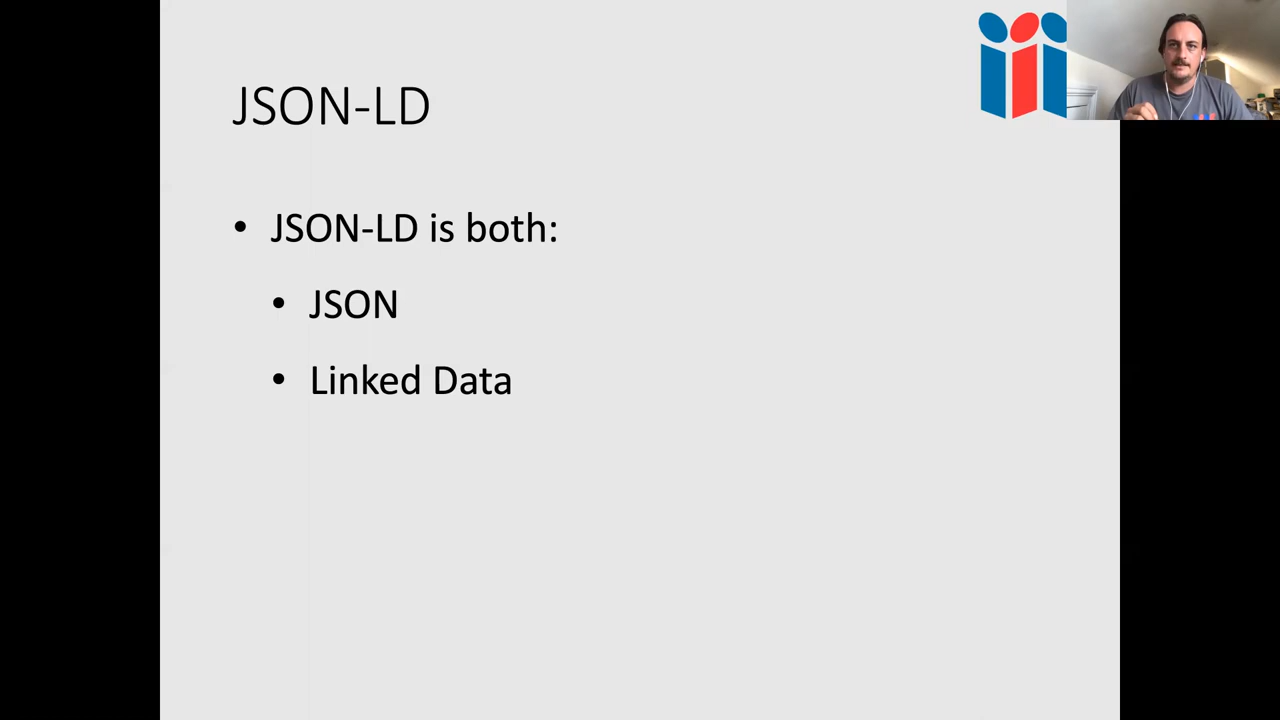 JSON-LD
• JSON-LD is both:
• JSON
• Linked Data